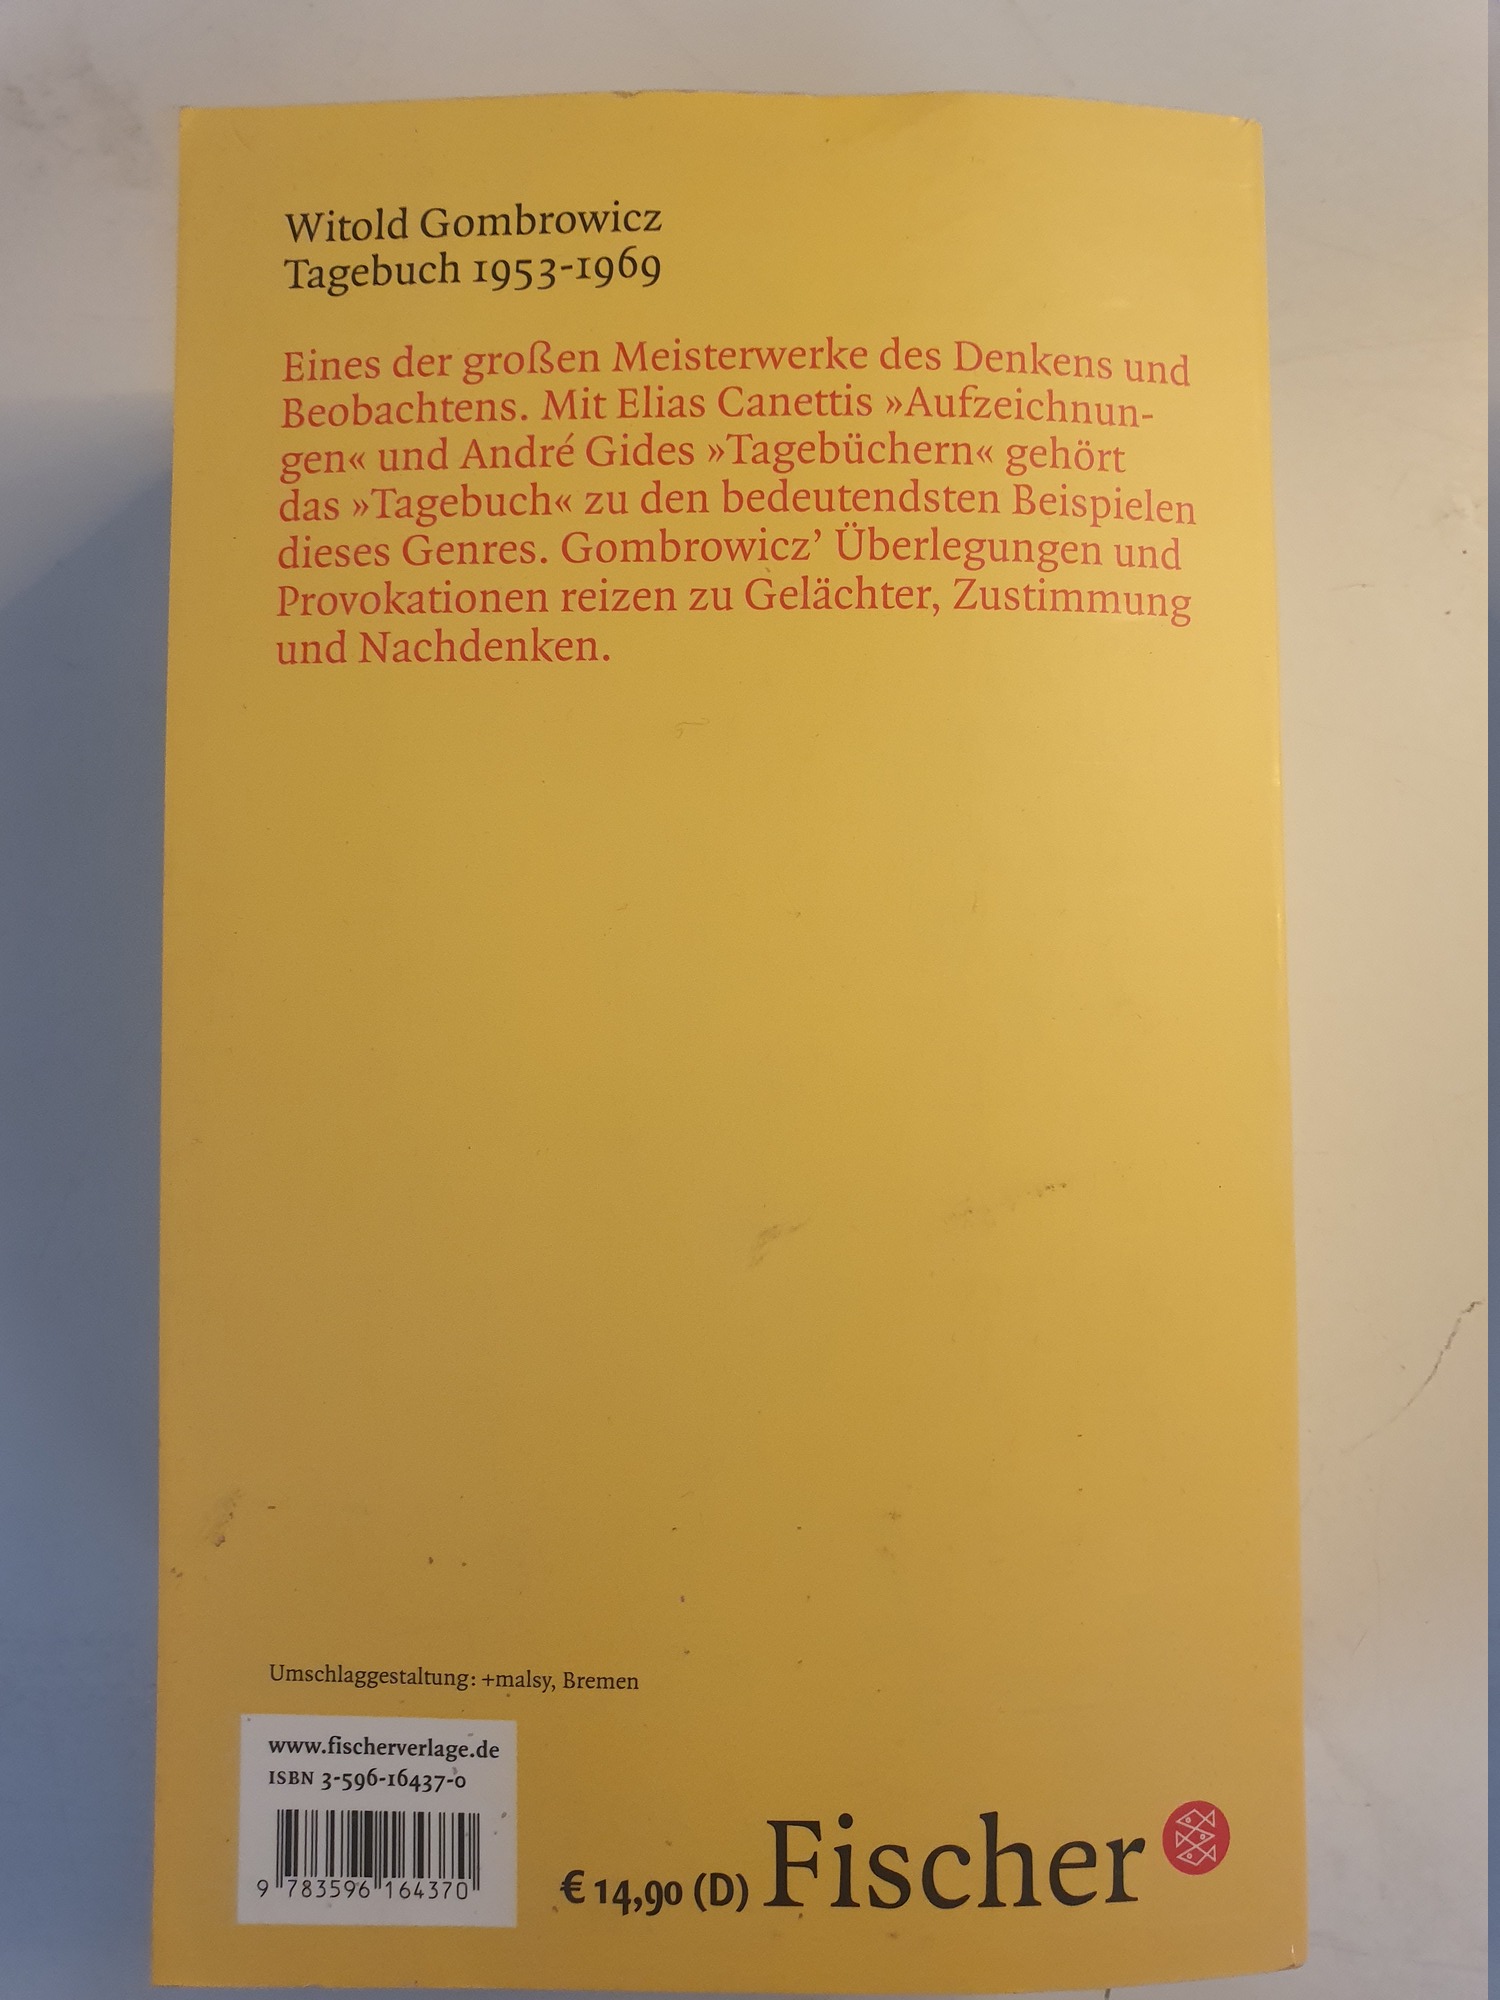 Witold Gombrowicz
Tagebuch 1953-1969
Eines der großen Meisterwerke des Denkens und
Beobachtens. Mit Elias Canettis »Aufzeichnun-
gen« und André Gides »Tagebüchern« gehört
das »Tagebuch« zu den bedeutendsten Beispielen
dieses Genres. Gombrowicz’ Überlegungen und
Provokationen reizen zu Gelächter, Zustimmung
und Nachdenken.
Umschlaggestaltung: +malsy, Bremen
www.fischerverlage.de
ISBN 3-596-16437-0
9 783596 164370
€ 14,90 (D) Fischer